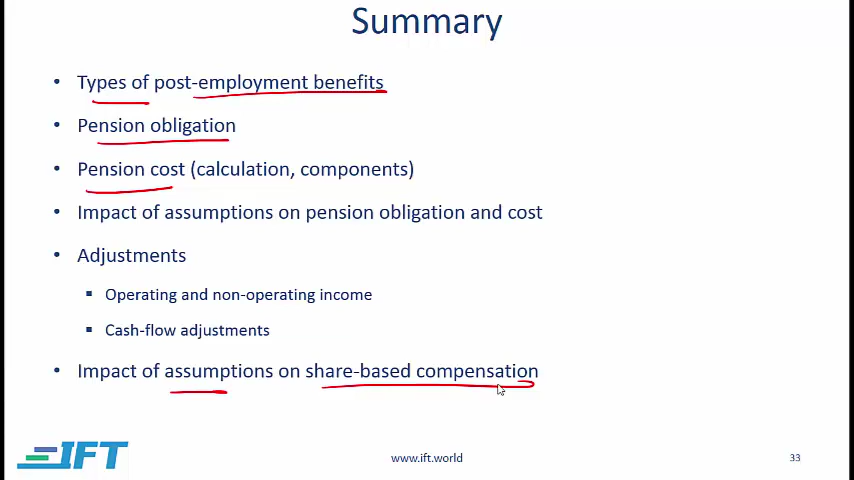 Summary
• Types of post-employment benefits
• Pension obligation
• Pension cost (calculation, components)
• Impact of assumptions on pension obligation and cost
• Adjustments
▪ Operating and non-operating income
▪ Cash-flow adjustments
• Impact of assumptions on share-based compensation
IFT
www.ift.world
33